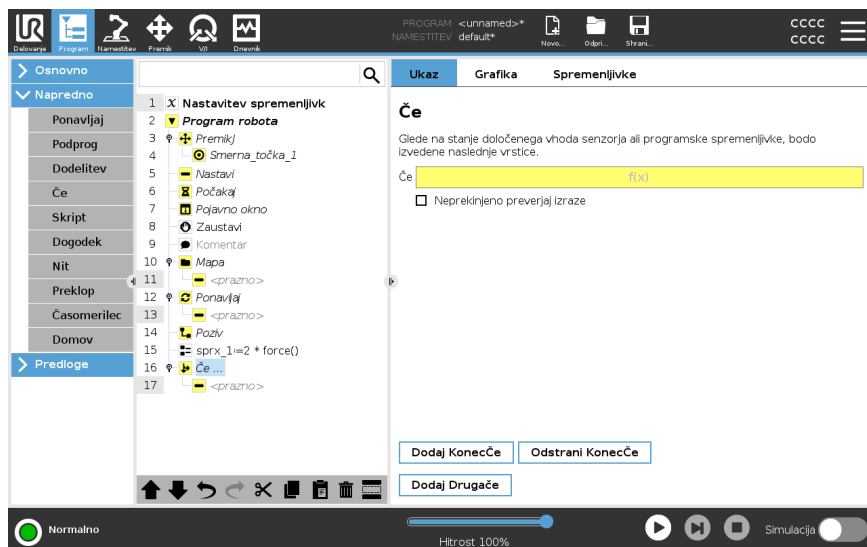 PROGRAM <unnamed>*
NAMESTITEV default*
CCCC
CCCC
Delovanje Program Namestitev Premik V/I Dnevnik Novo... Odpri... Shrani...
Osnovno
Napredno
Ponavljaj
Podprog
Dodelitev
Če
Skript
Dogodek
Nit
Preklop
Časomerilec
Domov
Predloge
1 X Nastavitev spremenljivk
2 Program robota
3 PremikJ
4 Smerna_točka_1
5 Nastavi
6 Počakaj
7 Pojavno okno
8 Zaustavi
9 Komentar
10 Mapa
11 <prazno>
12 Ponavljaj
13 <prazno>
14 Poziv
15 sprx_1:=2 * force()
16 Če ...
17 <prazno>
Ukaz Grafika Spremenljivke
Če
Glede na stanje določenega vhoda senzorja ali programske spremenljivke, bodo
izvedene naslednje vrstice.
Če f(x)
Neprekinjeno preverjaj izraze
Dodaj KonecČe Odstrani KonecČe
Dodaj Drugače
Normalno
Hitrost 100%
Simulacija